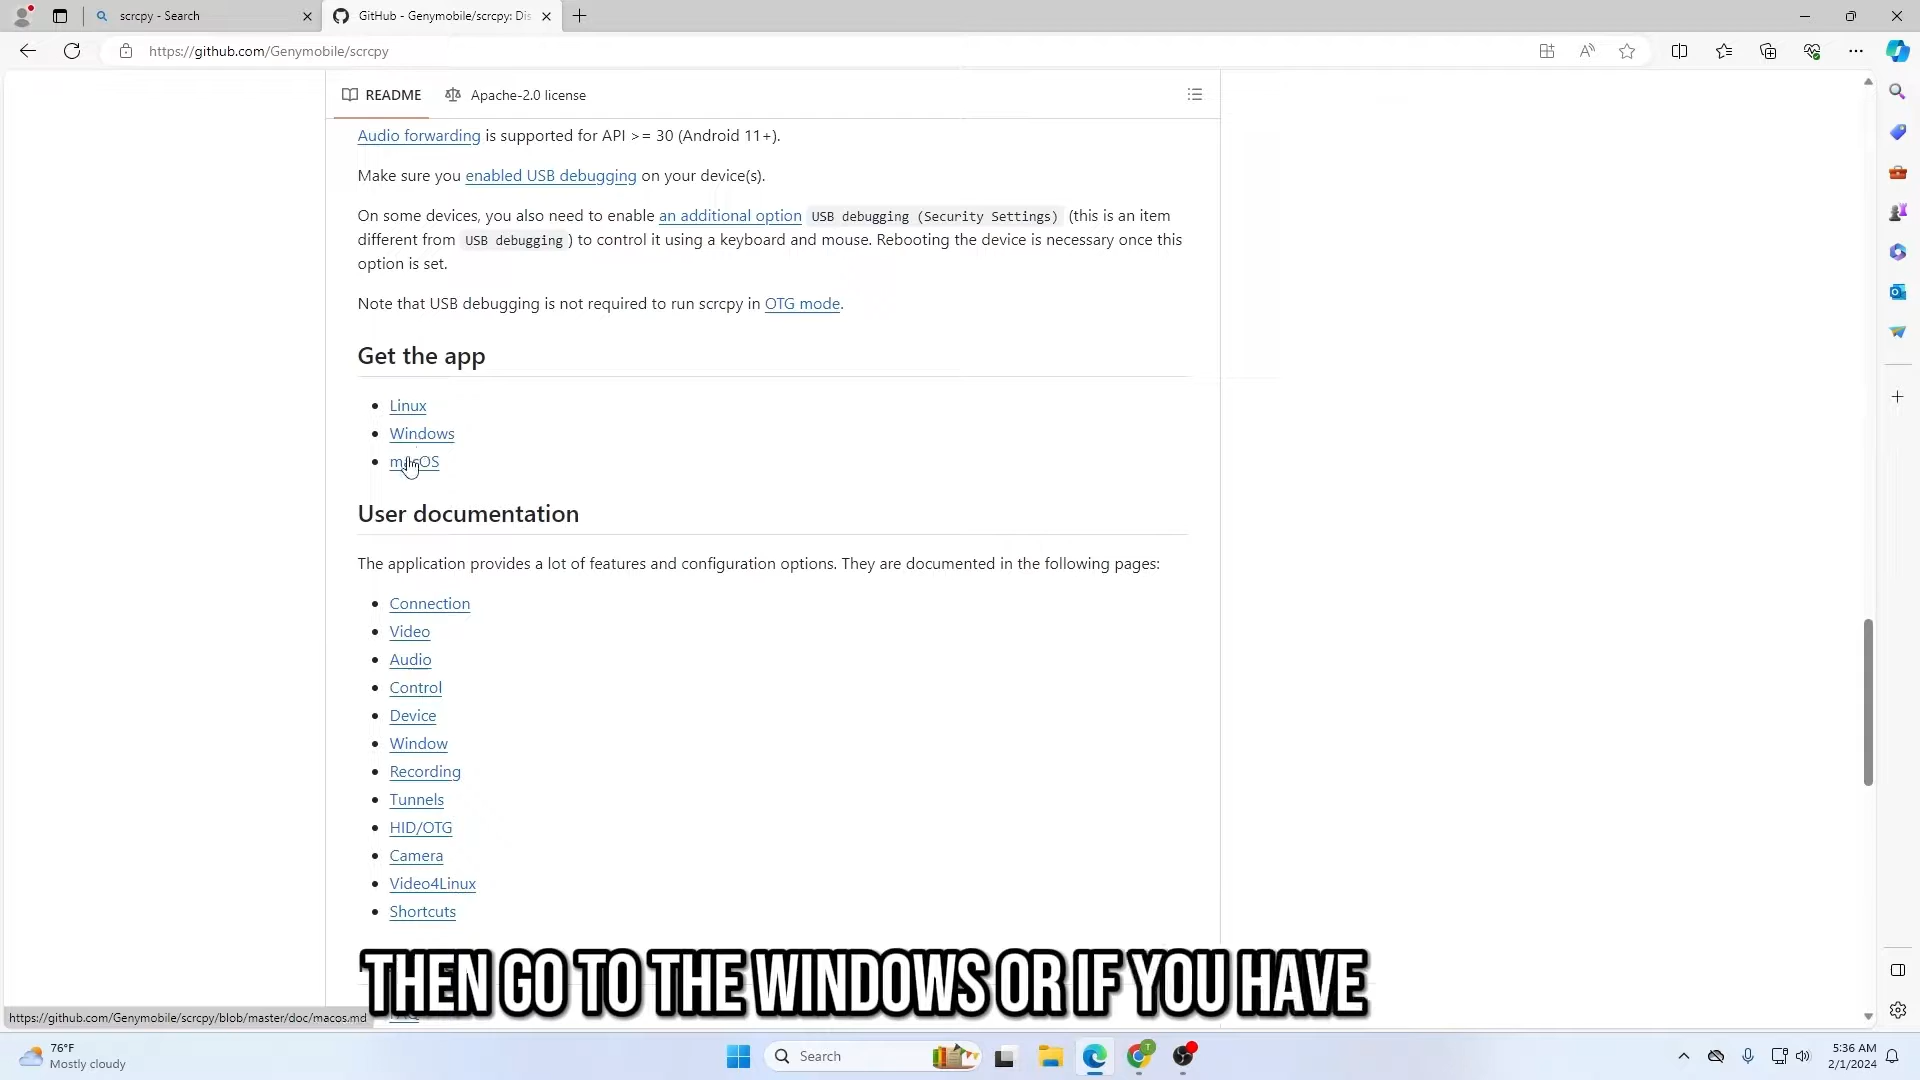 scrcpy - Search
GitHub - Genymobile/scrcpy: Dis
https://github.com/Genymobile/scrcpy
README
Apache-2.0 license
Audio forwarding is supported for API >= 30 (Android 11+).
Make sure you enabled USB debugging on your device(s).
On some devices, you also need to enable an additional option USB debugging (Security Settings) (this is an item
different from USB debugging ) to control it using a keyboard and mouse. Rebooting the device is necessary once this
option is set.
Note that USB debugging is not required to run scrcpy in OTG mode.
Get the app
Linux
Windows
macOS
User documentation
The application provides a lot of features and configuration options. They are documented in the following pages:
Connection
Video
Audio
Control
Device
Window
Recording
Tunnels
HID/OTG
Camera
Video4Linux
Shortcuts
THEN GO TO THE WINDOWS OR IF YOU HAVE
https://github.com/Genymobile/scrcpy/blob/master/doc/macos.md
76°F
Mostly cloudy
Search
5:36 AM
2/1/2024